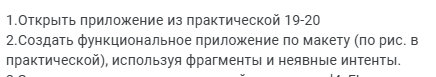 1.Открыть приложение из практической 19-20
2.Создать функциональное приложение по макету (по рис. в
практической), используя фрагменты и неявные интенты.